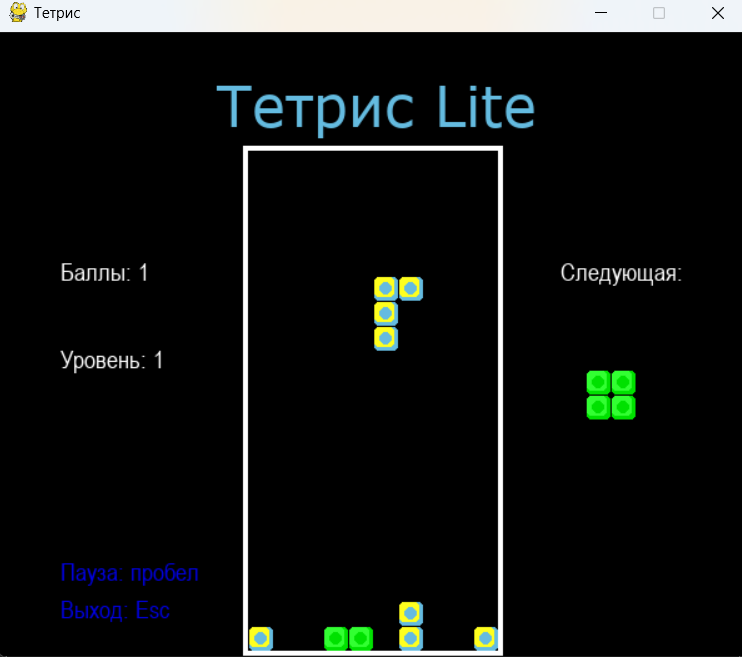 Тетрис
Тетрис Lite
Баллы: 1
Следующая:
Уровень: 1
Пауза: пробел
Выход: Esc